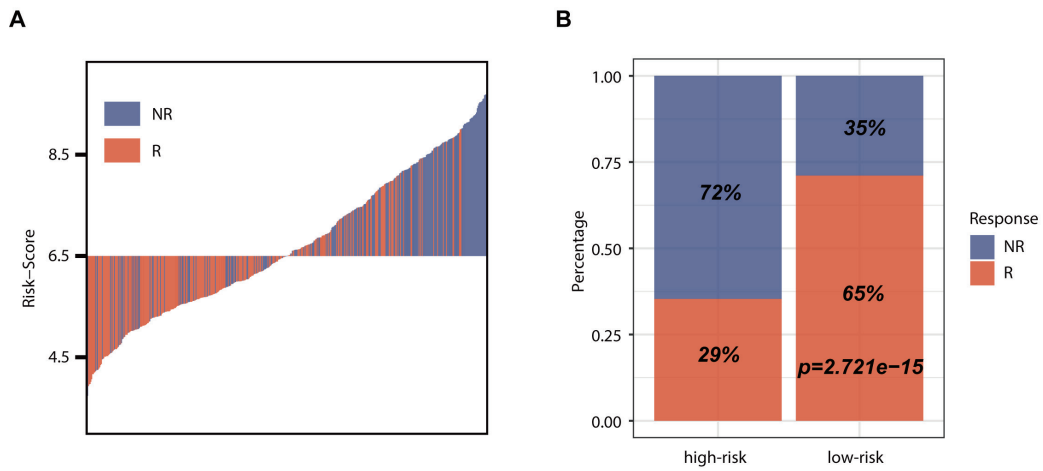 A
NR
R
8.5
6.5
4.5
Risk−Score
B
1.00
0.75
0.50
0.25
0.00
Percentage
35%
72%
65%
29%
p=2.721e−15
high-risk
low-risk
Response
NR
R